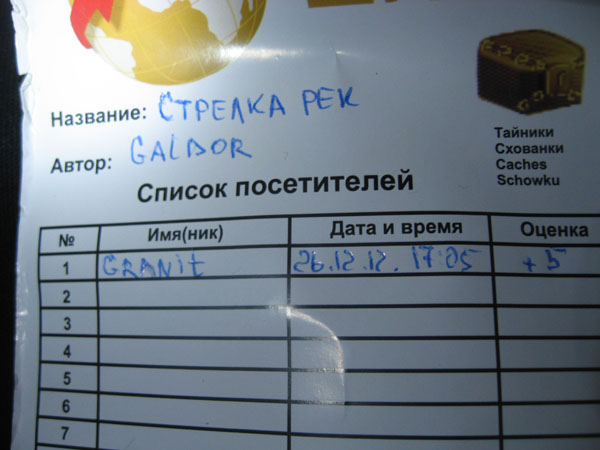 Название: СТРЕЛКА РЕК
Автор: GALDOR
Тайники
Схованки
Caches
Schowku
Список посетителей
№ Имя(ник) Дата и время Оценка
1 GRANIt 26.12.12. 17:05 +5
2
3
4
5
6
7